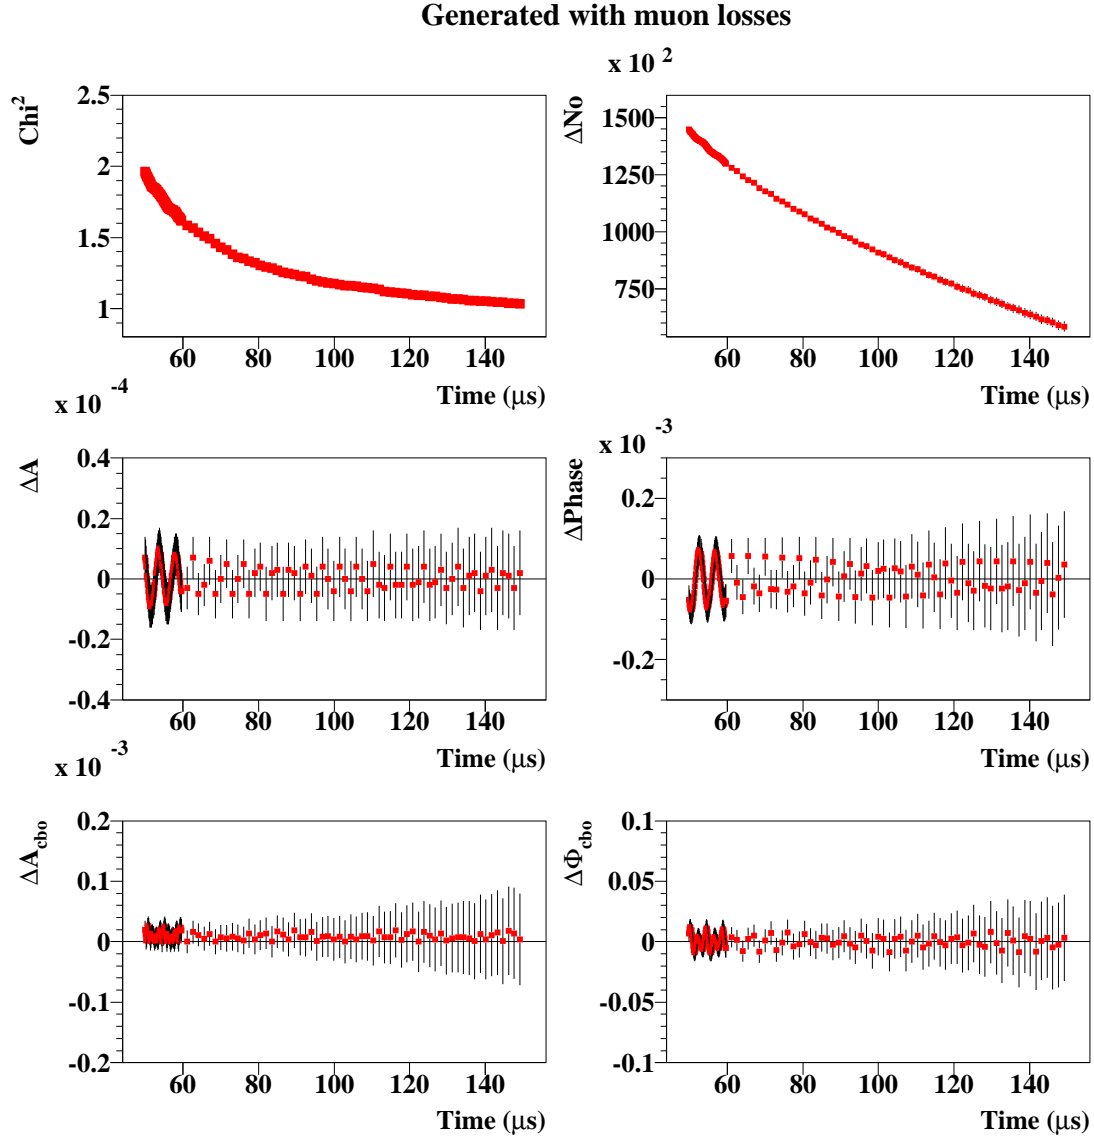 Generated with muon losses
Chi²
2.5
2
1.5
1
60 80 100 120 140
Time (μs)
x 10 ²
ΔNo
1500
1250
1000
750
60 80 100 120 140
Time (μs)
x 10 ⁻⁴
ΔA
0.4
0.2
0
-0.2
-0.4
60 80 100 120 140
Time (μs)
x 10 ⁻³
ΔPhase
0.2
0
-0.2
60 80 100 120 140
Time (μs)
x 10 ⁻³
ΔA_cbo
0.2
0.1
0
-0.1
-0.2
60 80 100 120 140
Time (μs)
ΔΦ_cbo
0.1
0.05
0
-0.05
-0.1
60 80 100 120 140
Time (μs)